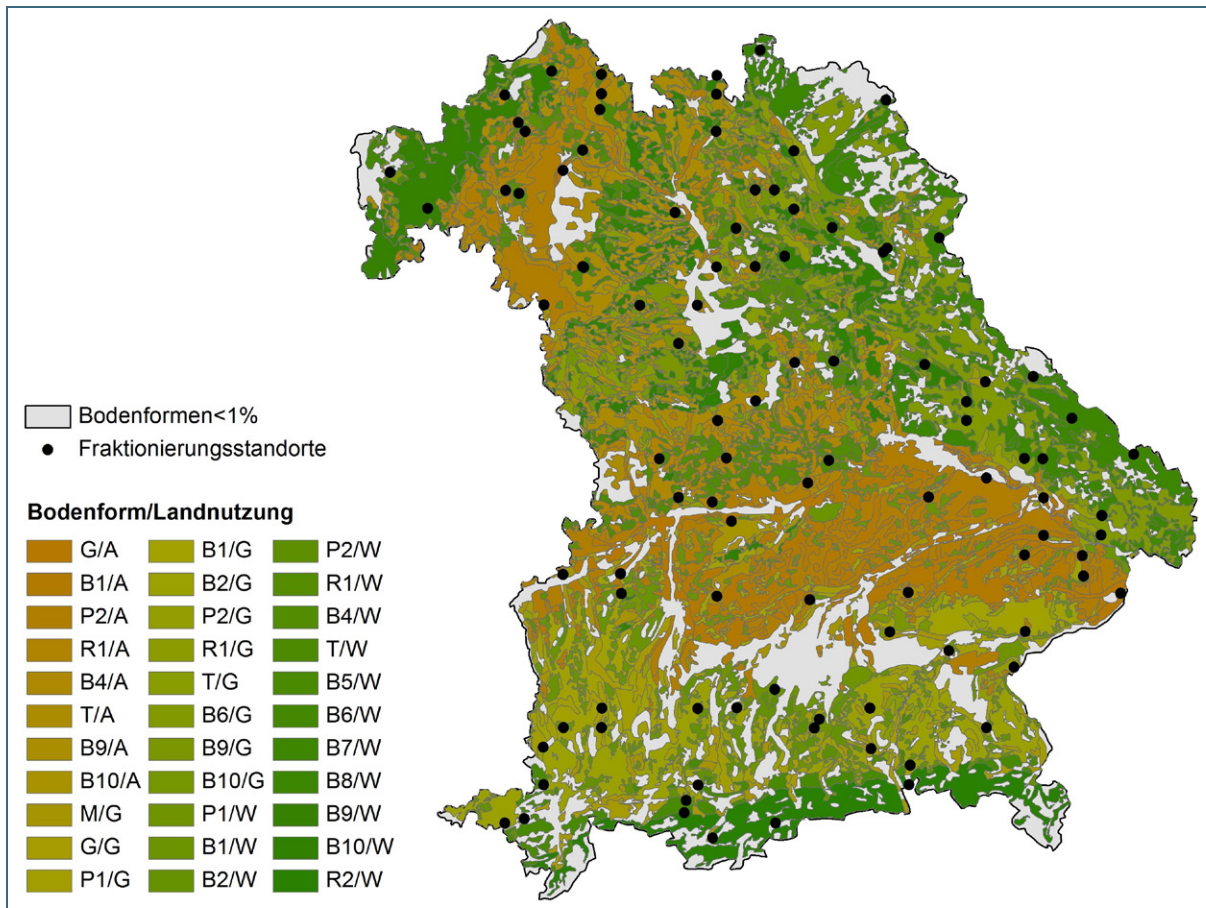 Bodenformen<1%
Fraktionierungsstandorte
Bodenform/Landnutzung
G/A
B1/A
P2/A
R1/A
B4/A
T/A
B9/A
B10/A
M/G
G/G
P1/G
B1/G
B2/G
P2/G
R1/G
T/G
B6/G
B9/G
B10/G
P1/W
B1/W
B2/W
P2/W
R1/W
B4/W
T/W
B5/W
B6/W
B7/W
B8/W
B9/W
B10/W
R2/W